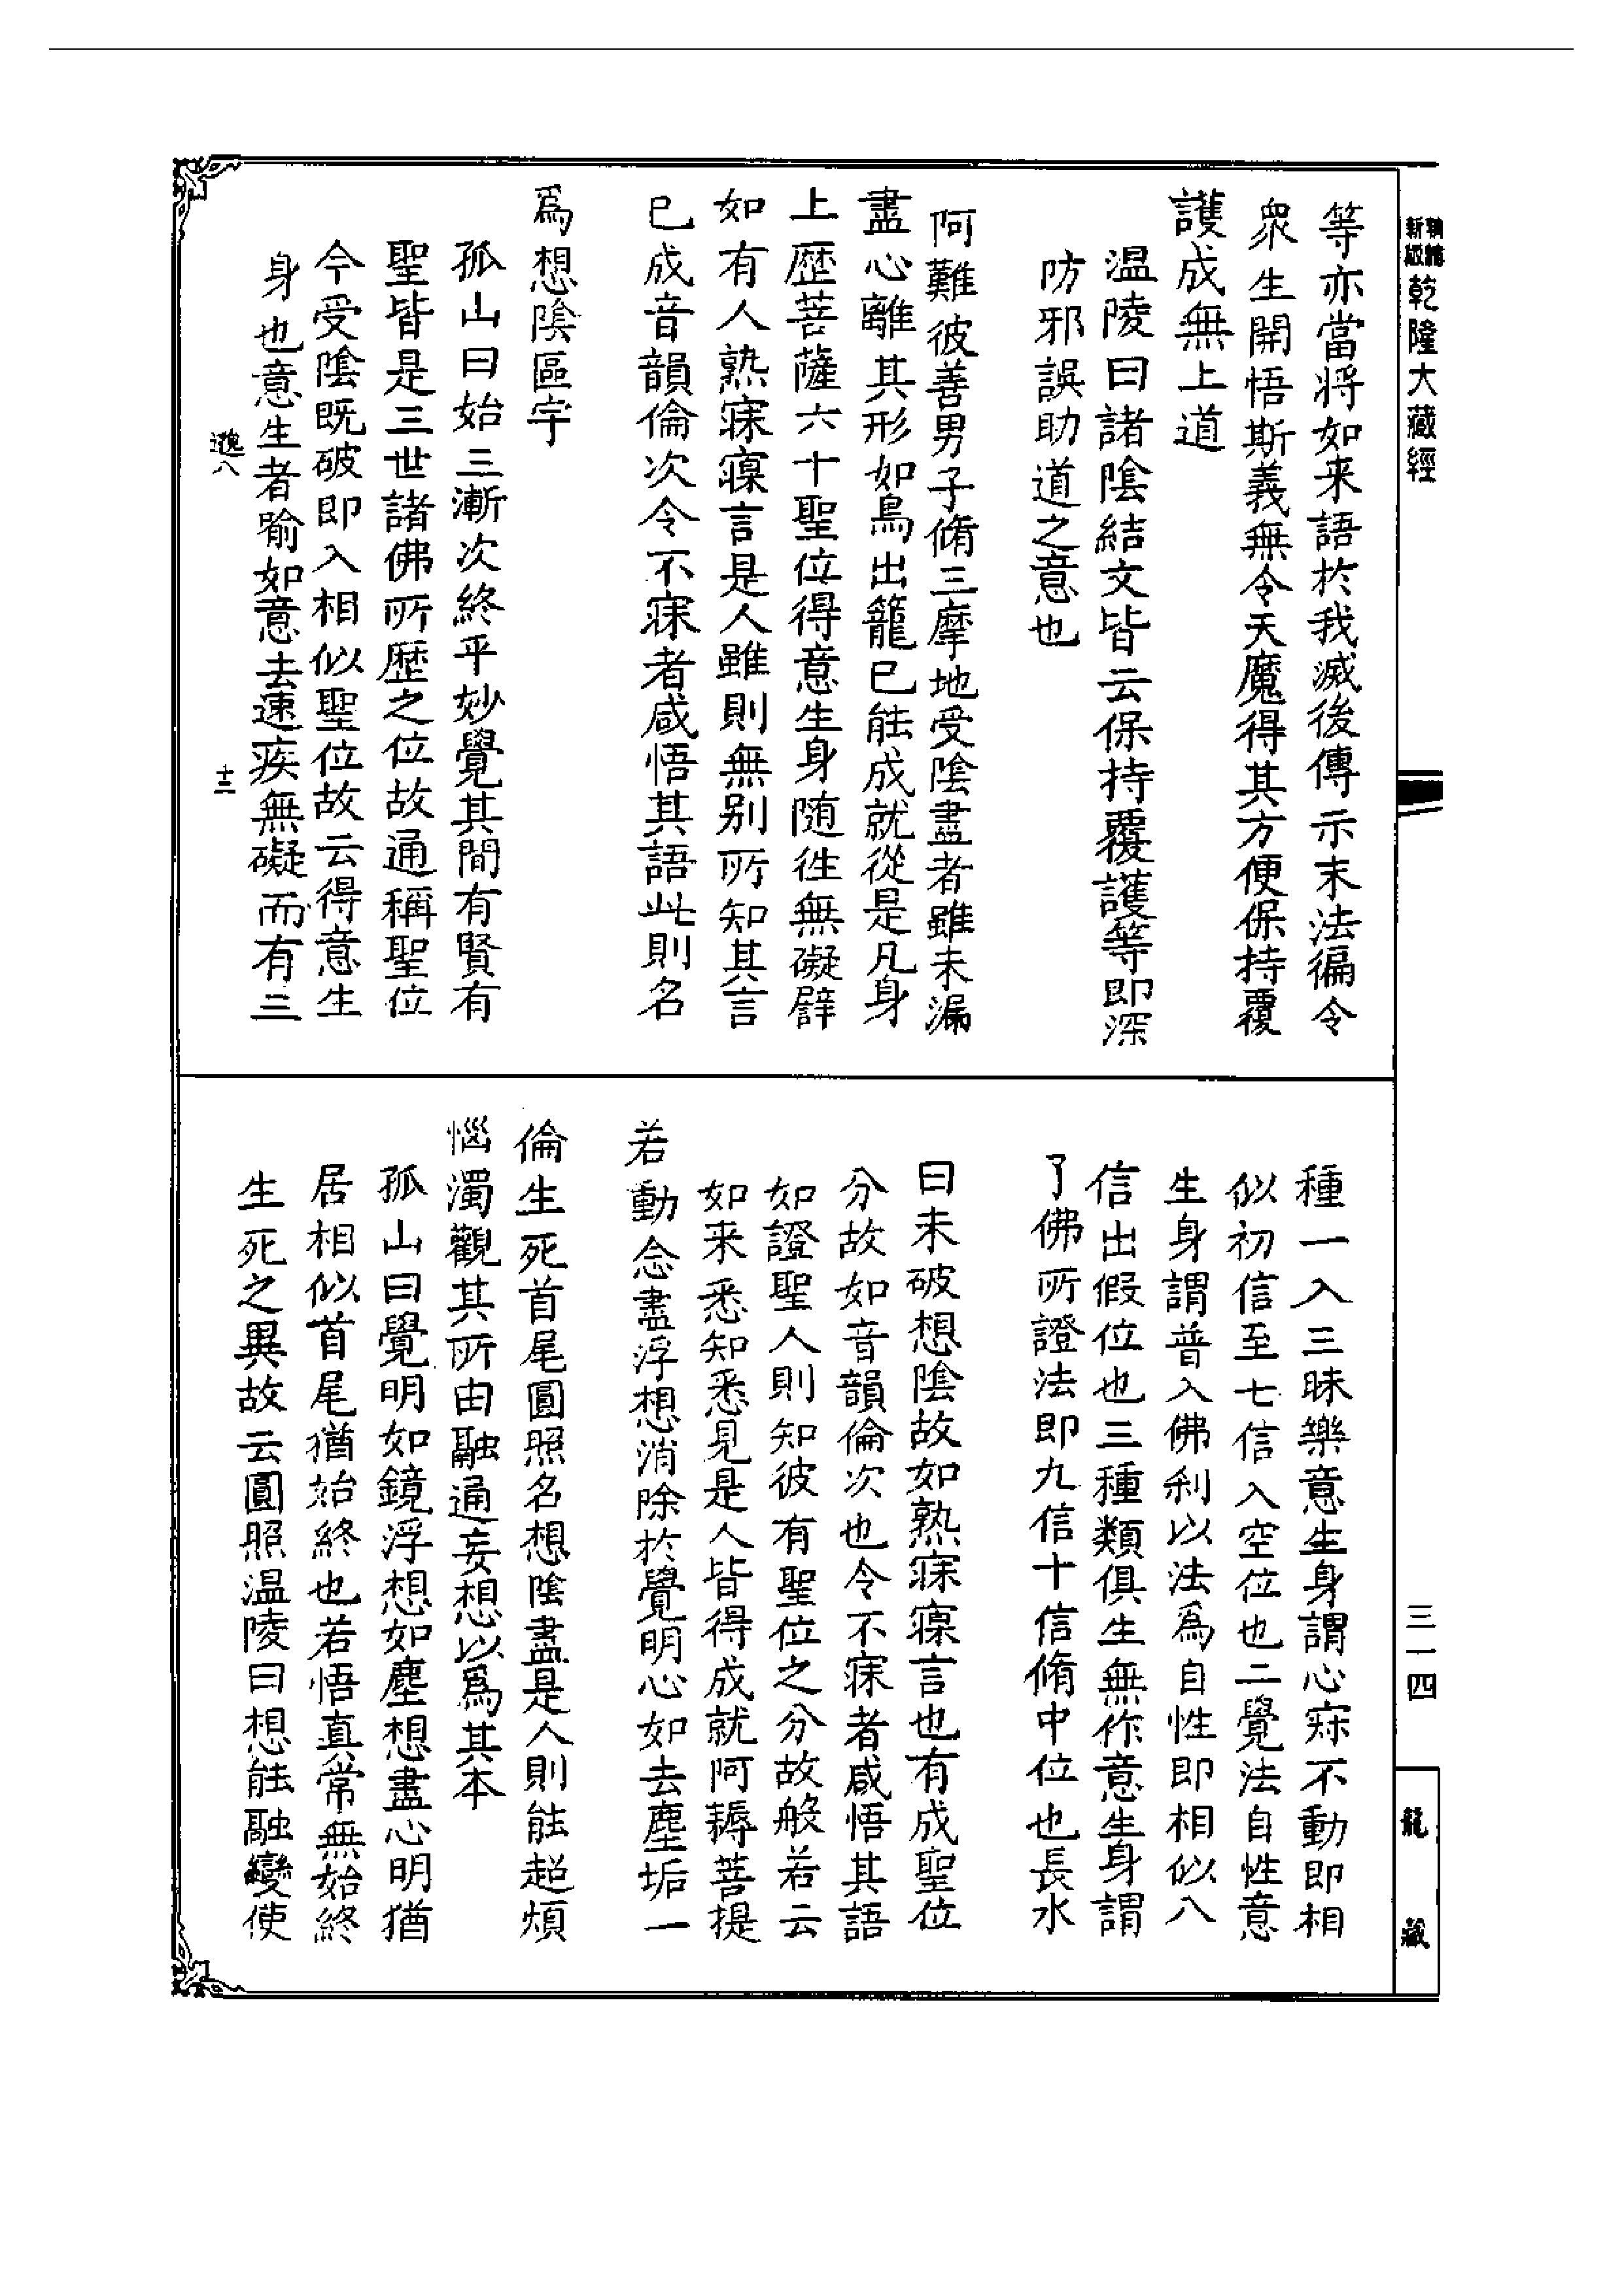 新編縮版
乾隆大藏經
等亦當將如来語於我滅後傳示末法徧令
衆生開悟斯義無令天魔得其方便保持覆
護成無上道
温陵曰諸陰結文皆云保持覆護等即深
防邪誤助道之意也
阿難彼善男子脩三摩地受陰盡者雖未漏
盡心離其形如鳥出籠已能成就從是凡身
上歷菩薩六十聖位得意生身随徃無礙辟
如有人熟寐寱言是人雖則無别所知其言
已成音韻倫次令不寐者咸悟其語此則名
爲想陰區宇
孤山曰始三漸次終乎妙覺其間有賢有
聖皆是三世諸佛所歷之位故通稱聖位
今受陰既破即入相似聖位故云得意生
身也意生者喻如意去速疾無礙而有三
邈八
十三
種一入三昧樂意生身謂心寂不動即相
似初信至七信入空位也二覺法自性意
生身謂普入佛刹以法爲自性即相似八
信出假位也三種類俱生無作意生身謂
了佛所證法即九信十信脩中位也長水
曰未破想陰故如熟寐寱言也有成聖位
分故如音韻倫次也令不寐者咸悟其語
如證聖人則知彼有聖位之分故般若云
如来悉知悉見是人皆得成就阿耨菩提
若動念盡浮想消除於覺明心如去塵垢一
倫生死首尾圓照名想陰盡是人則能超煩
惱濁觀其所由融通妄想以爲其本
孤山曰覺明如鏡浮想如塵想盡心明猶
居相似首尾猶始終也若悟真常無始終
生死之異故云圓照温陵曰想能融變使
三一四
龍藏